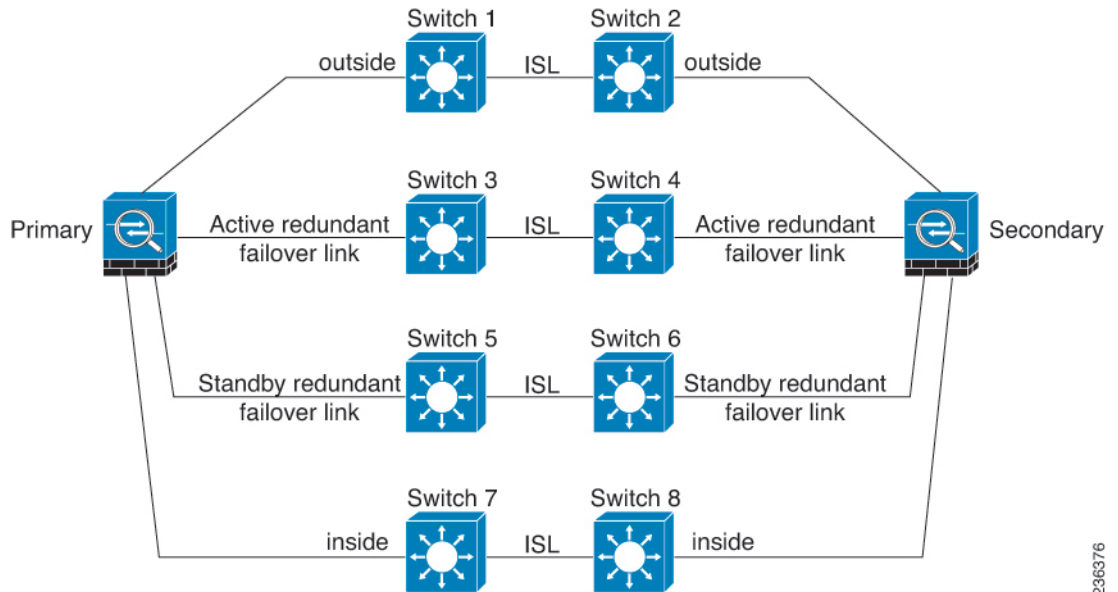 Switch 1
Switch 2
outside
ISL
outside
Switch 3
Switch 4
Primary
Active redundant
failover link
ISL
Active redundant
failover link
Secondary
Switch 5
Switch 6
Standby redundant
failover link
ISL
Standby redundant
failover link
Switch 7
Switch 8
inside
ISL
inside
236376